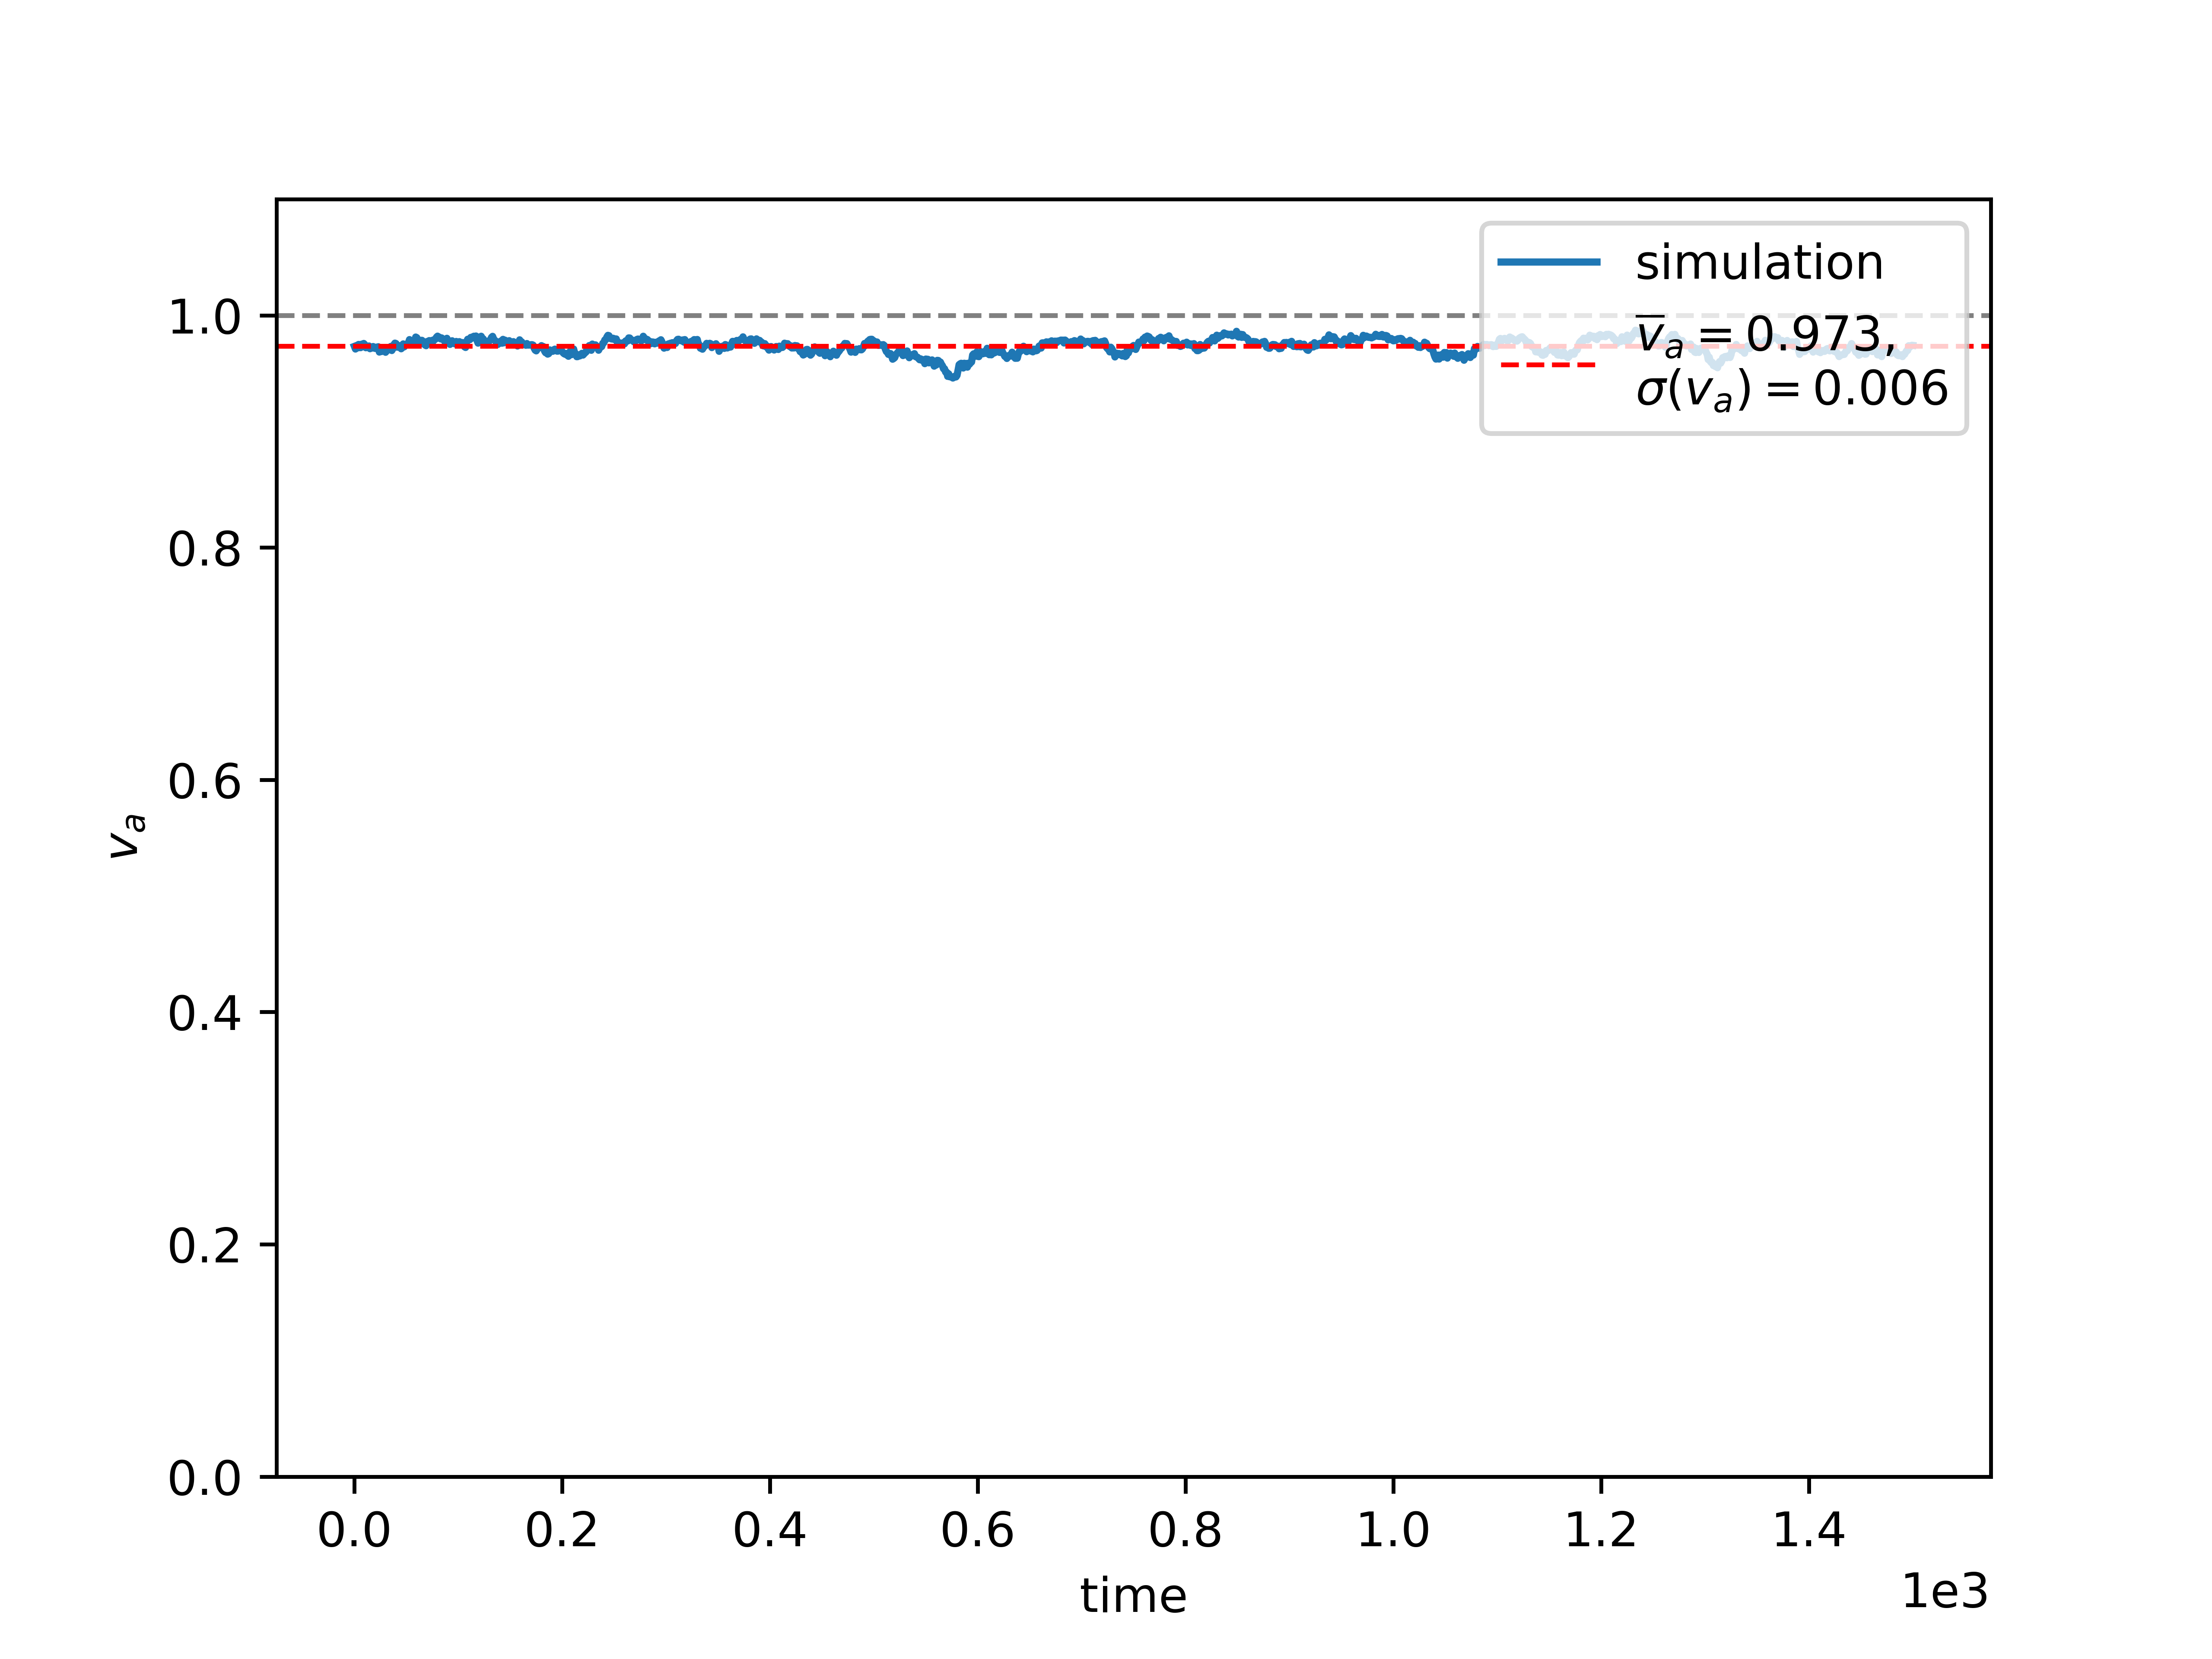 simulation
v̅ₐ = 0.973,
σ(vₐ) = 0.006
1.0
0.8
0.6
0.4
0.2
0.0
vₐ
0.0 0.2 0.4 0.6 0.8 1.0 1.2 1.4
time
1e3